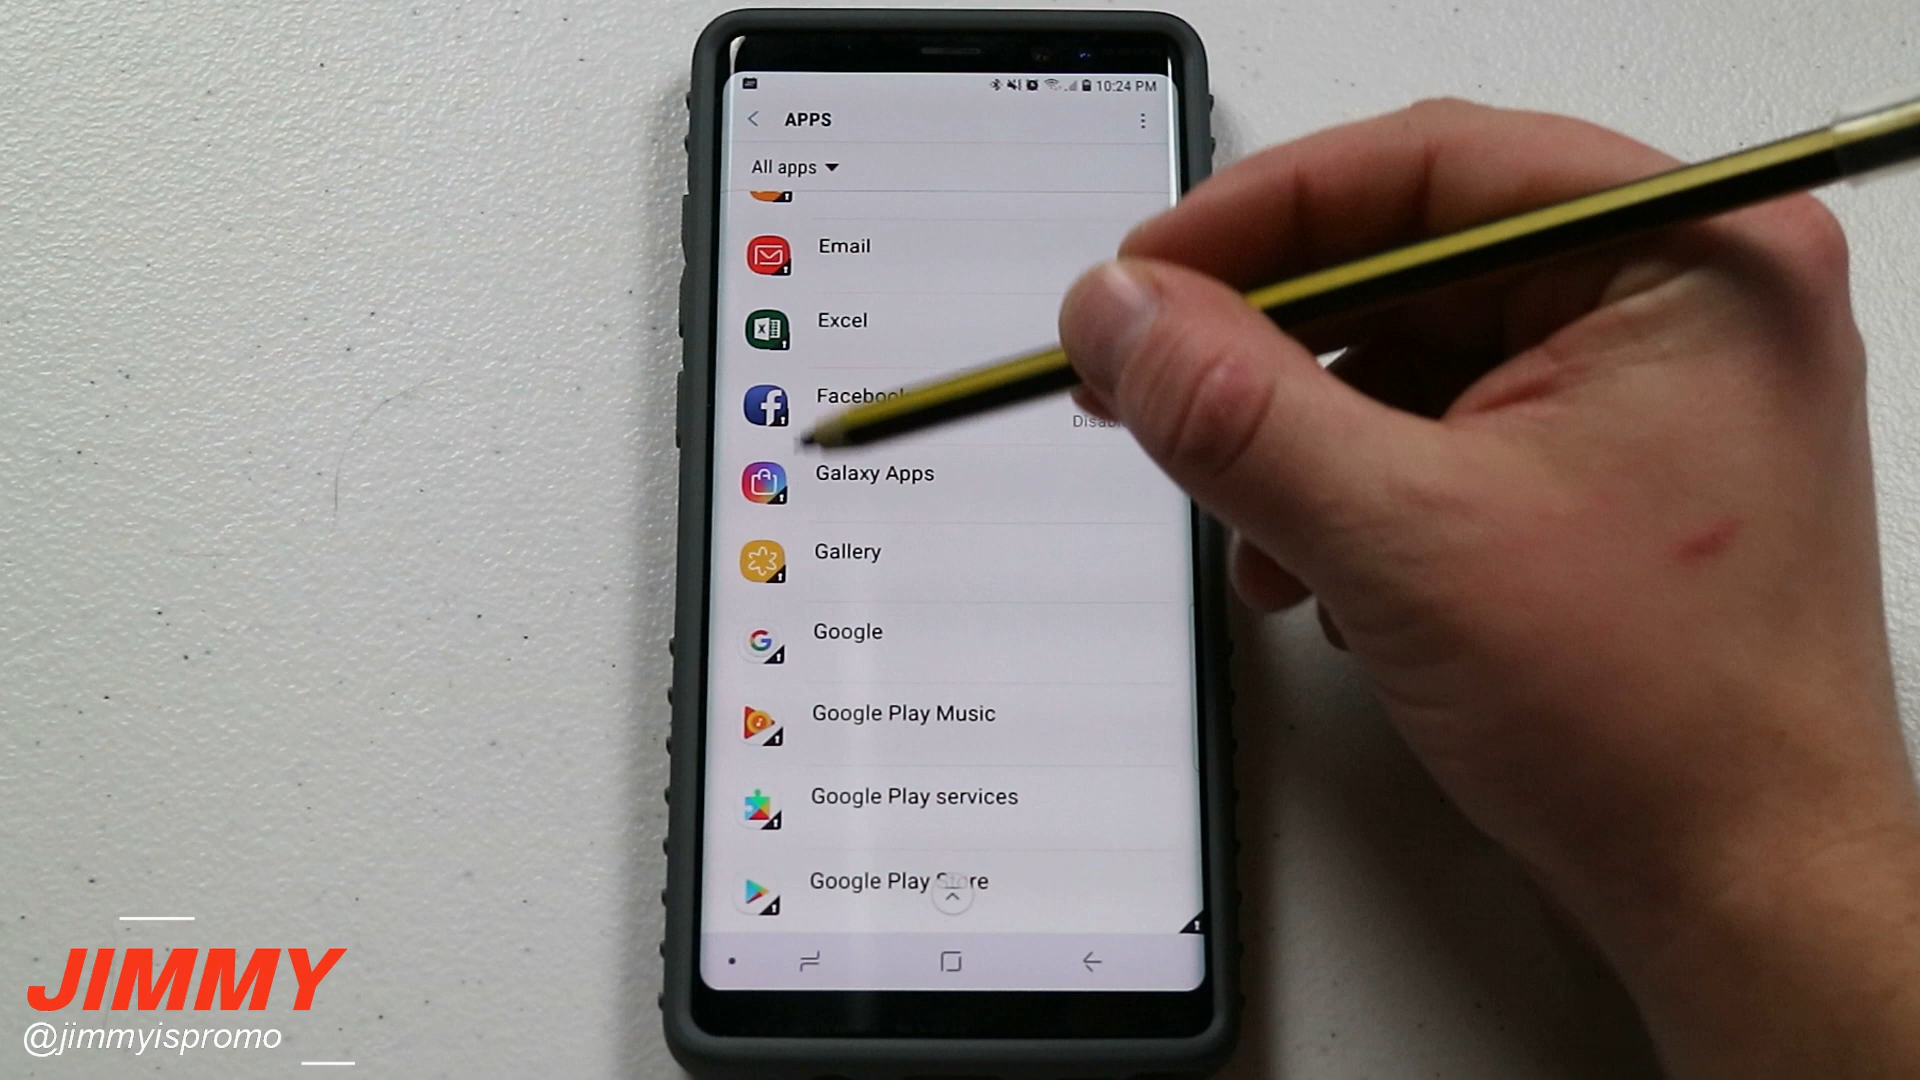 10:24 PM
APPS
All apps
Email
Excel
Facebook
Galaxy Apps
Gallery
Google
Google Play Music
Google Play services
Google Play Store
JIMMY
@jimmyispromo